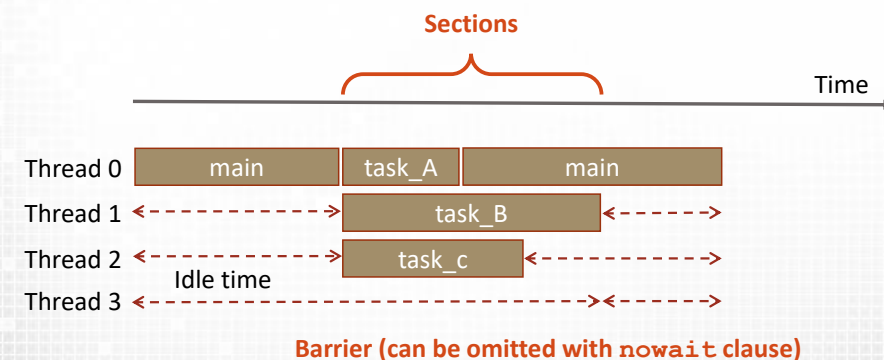 Sections
Time
Thread 0
main
task_A
main
Thread 1
task_B
Thread 2
task_c
Idle time
Thread 3
Barrier (can be omitted with nowait clause)